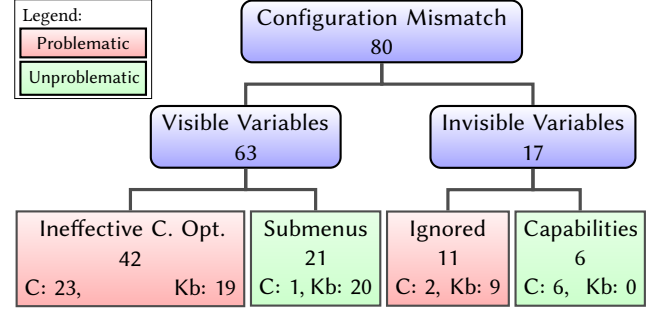 Legend:
Problematic
Unproblematic
Configuration Mismatch
80
Visible Variables
63
Invisible Variables
17
Ineffective C. Opt.
42
C: 23, Kb: 19
Submenus
21
C: 1, Kb: 20
Ignored
11
C: 2, Kb: 9
Capabilities
6
C: 6, Kb: 0